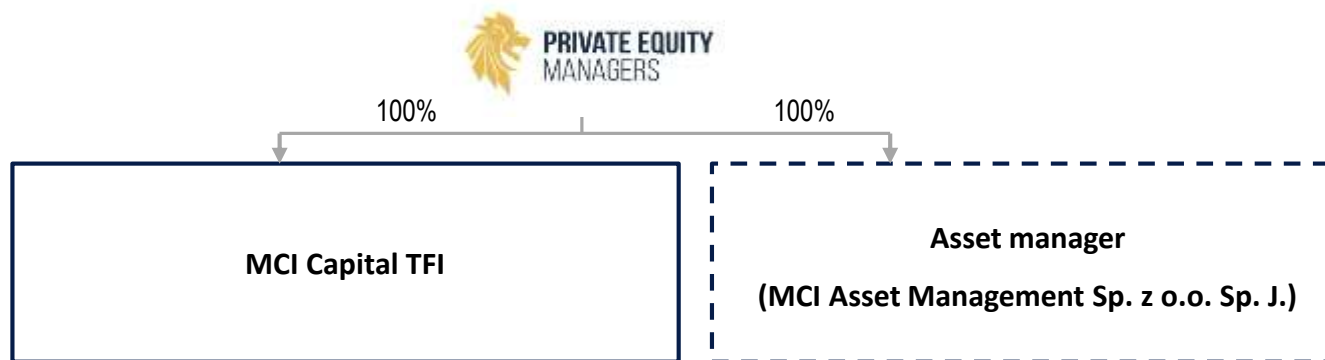 PRIVATE EQUITY
MANAGERS
100% 100%
MCI Capital TFI
Asset manager
(MCI Asset Management Sp. z o.o. Sp. J.)